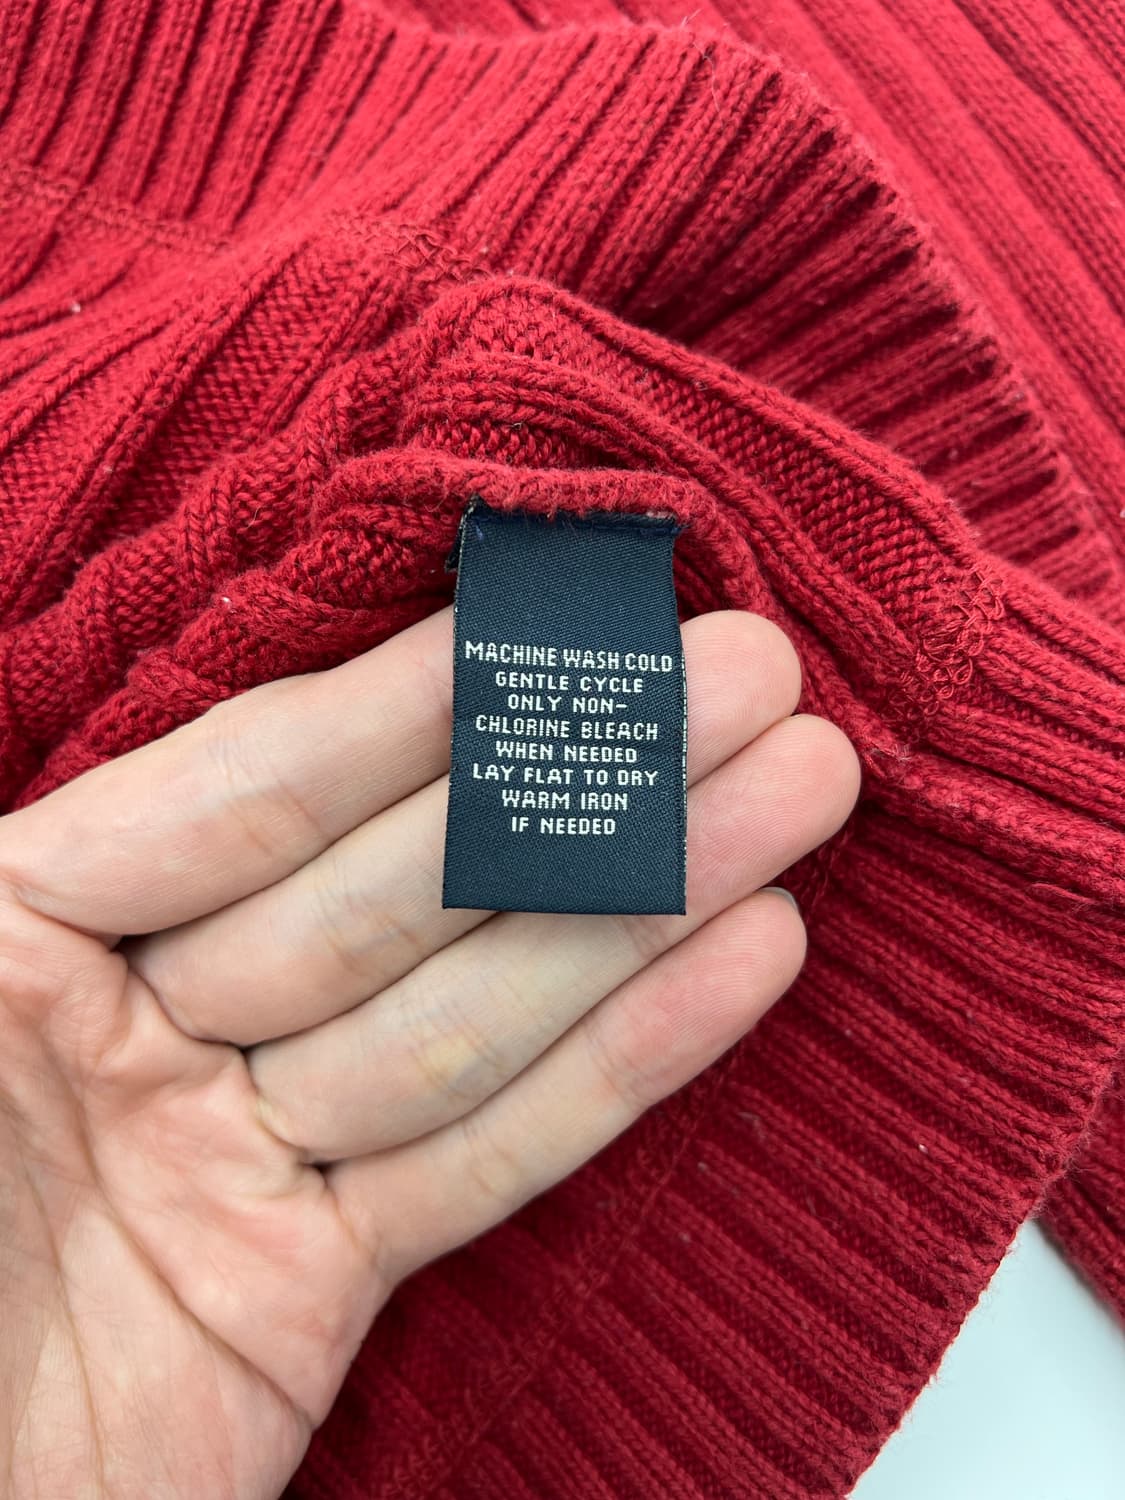 MACHINE WASH COLD
GENTLE CYCLE
ONLY NON-
CHLORINE BLEACH
WHEN NEEDED
LAY FLAT TO DRY
WARM IRON
IF NEEDED